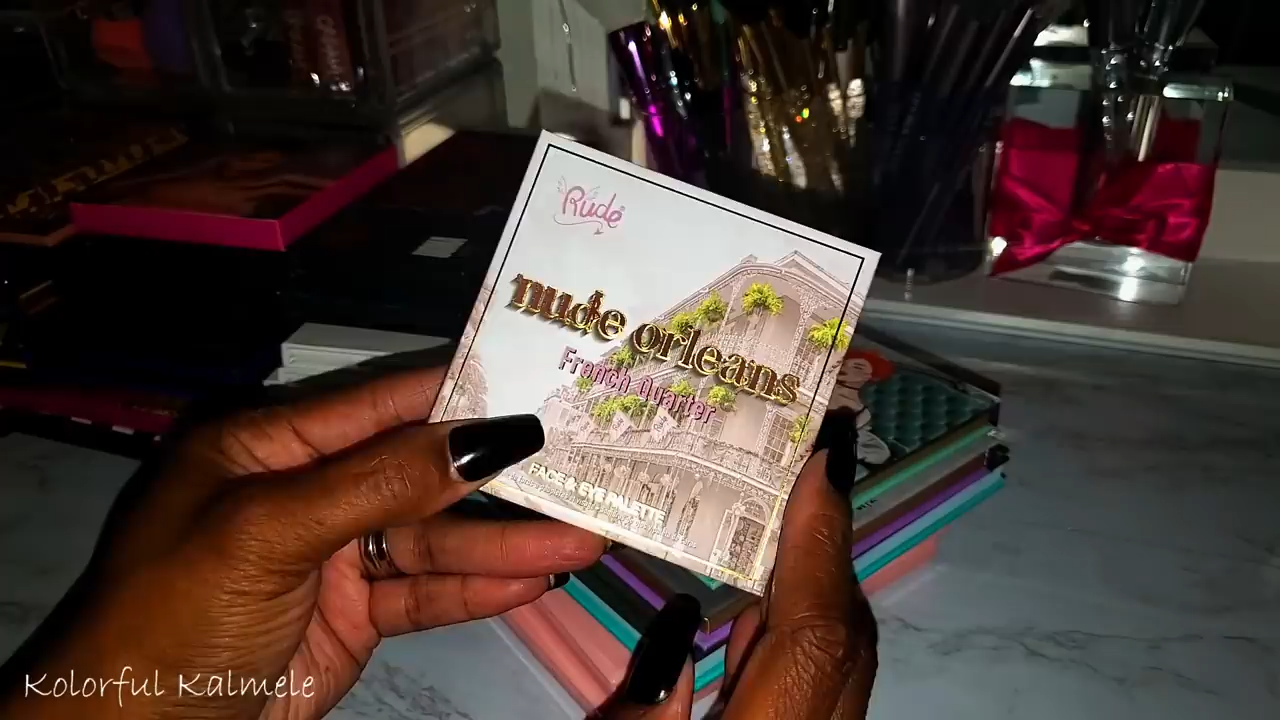 Rude®
nude orleans
French Quarter
FACE & EYE PALETTE
Kolorful Kalmele